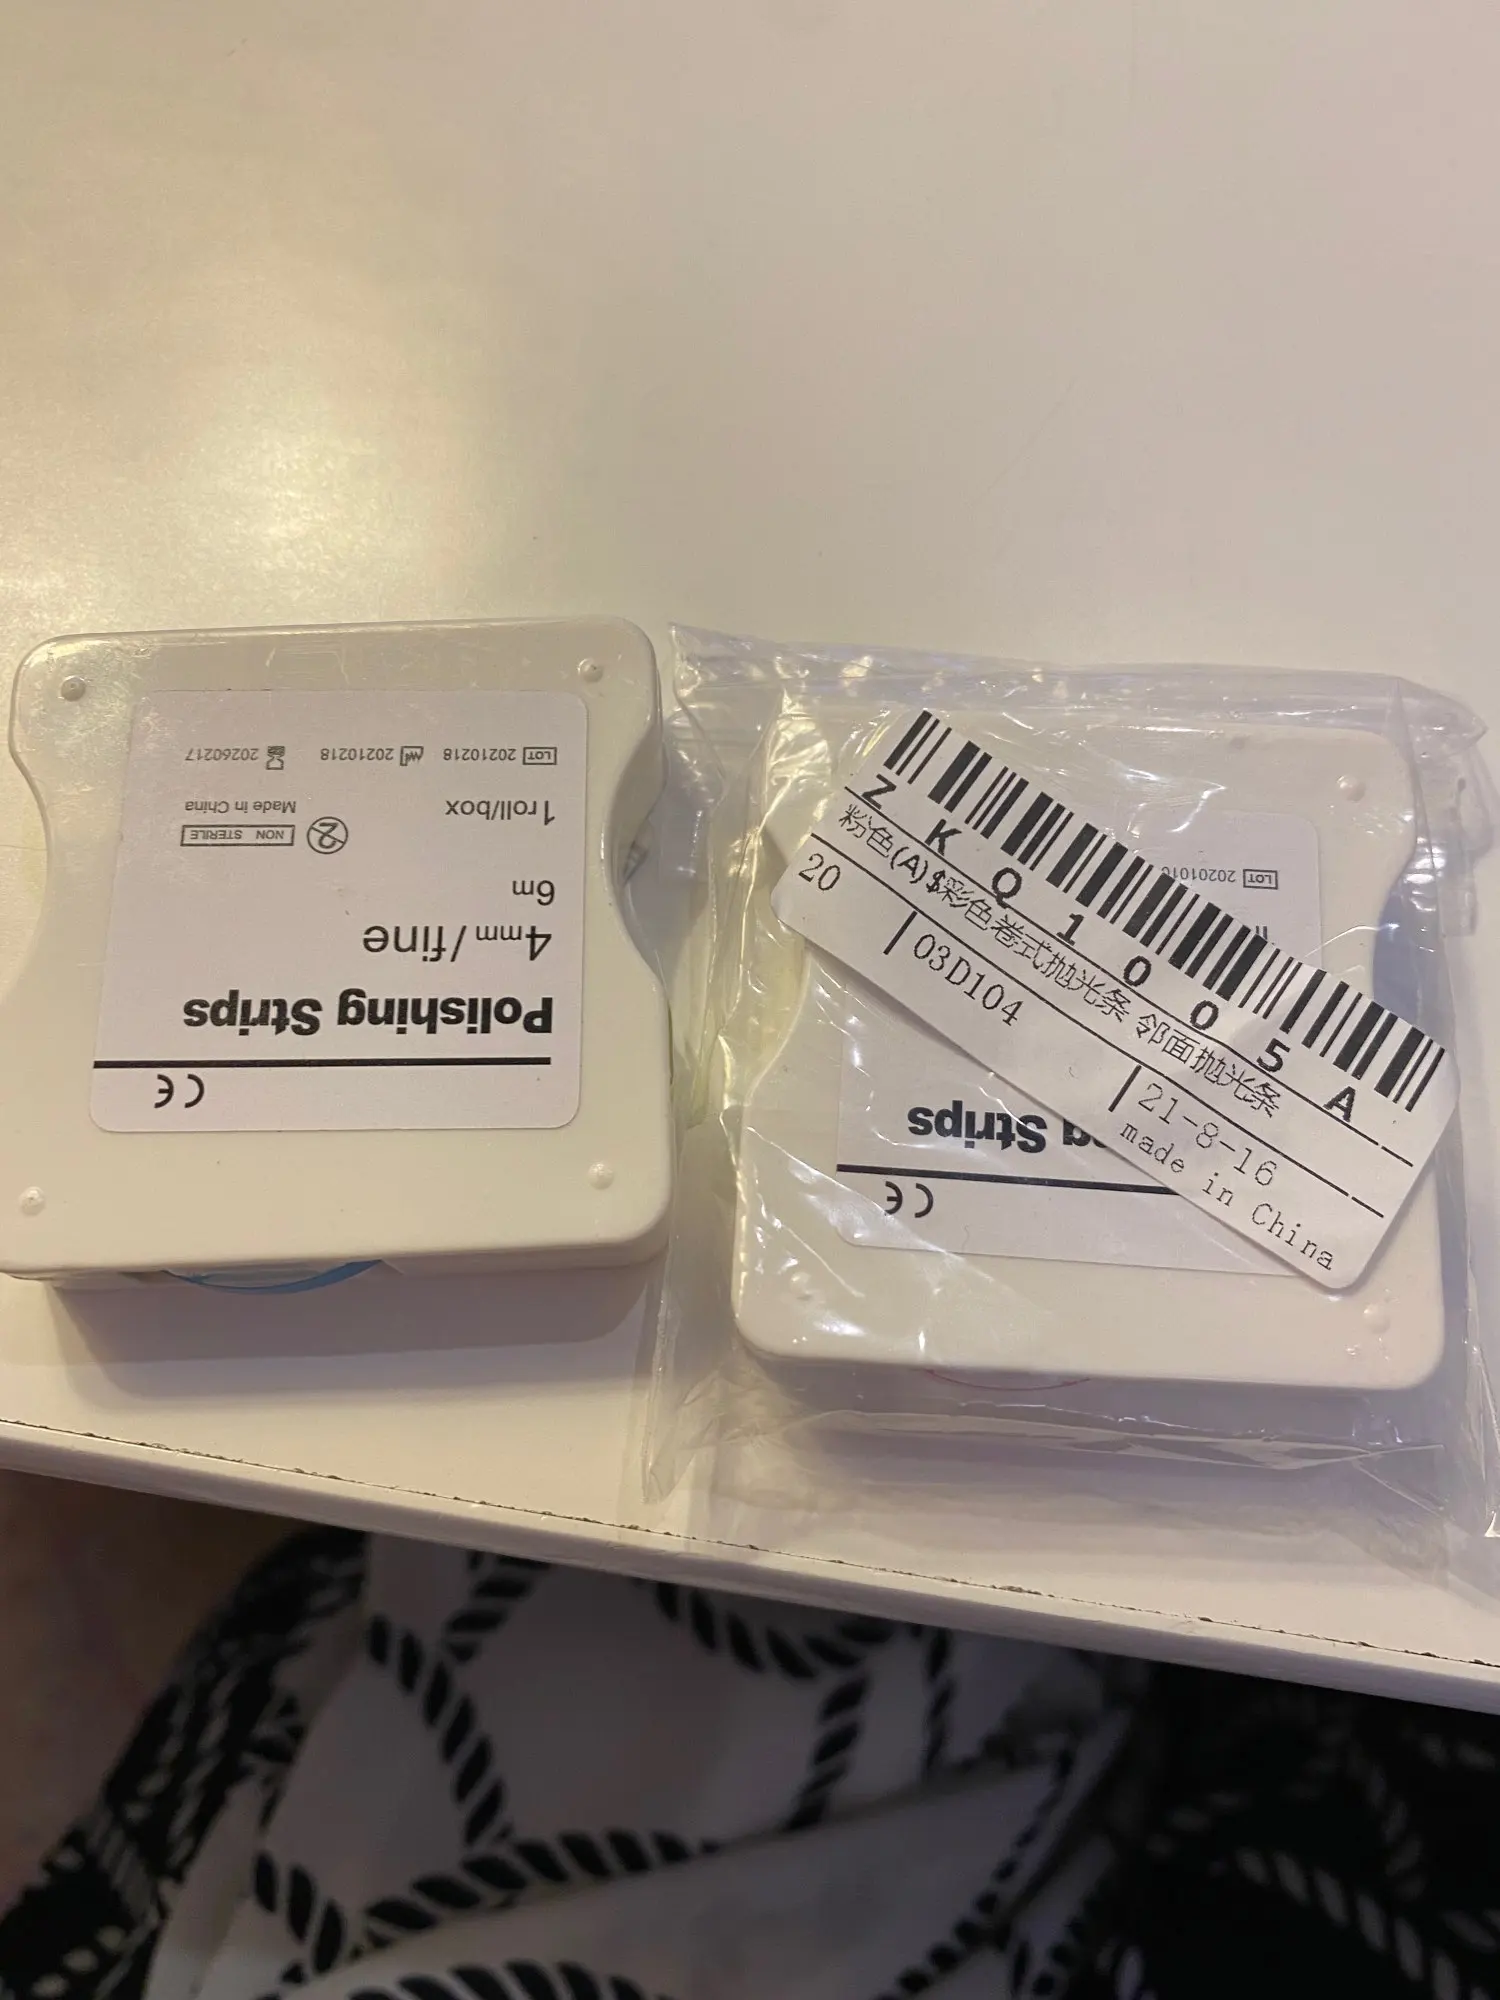 CE
Polishing Strips
4mm/fine
6m
1roll/box
NON STERILE
Made in China
LOT 20210218 20210218 20260217
ZKQ1005A
粉色(A)$彩色卷式抛光条 邻面抛光条
20 | 03D104 | 21-8-16
made in China
CE
Strips
LOT